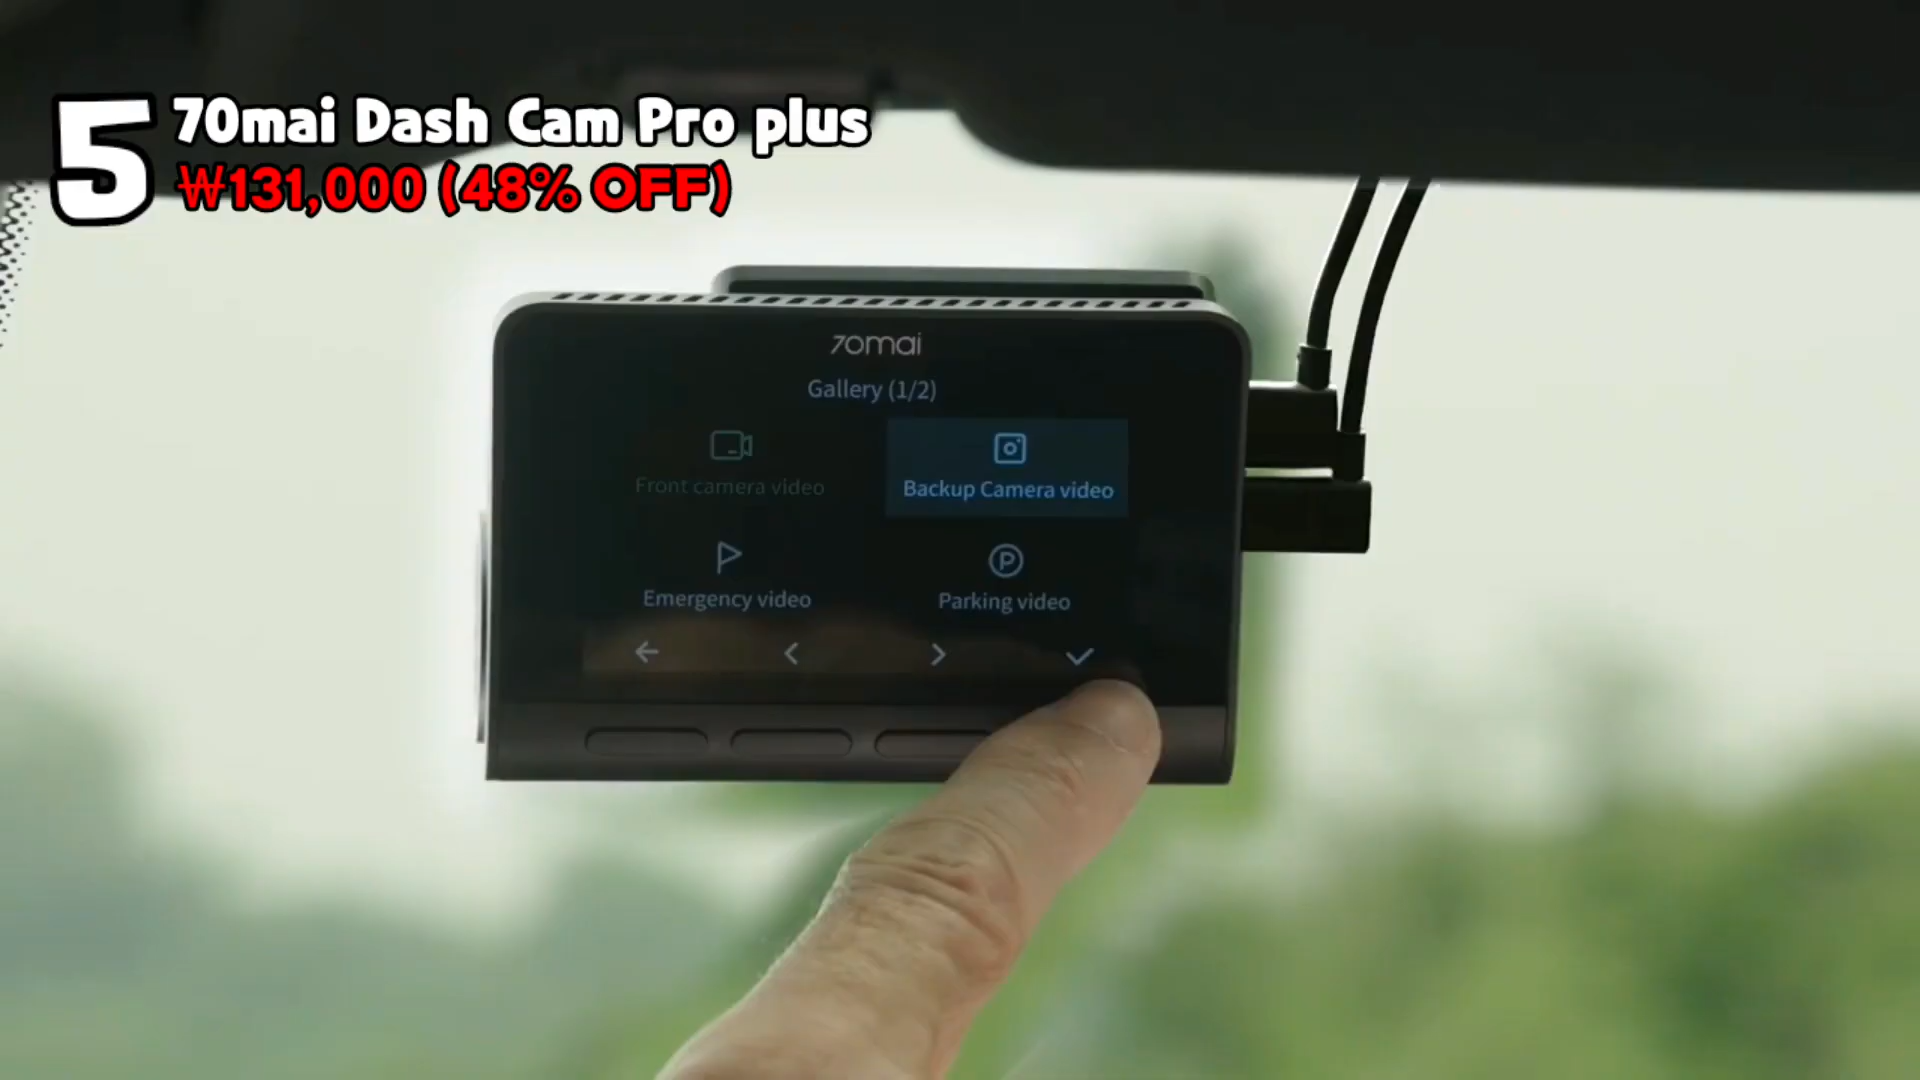 5
70mai Dash Cam Pro plus
₩131,000 (48% OFF)
70mai
Gallery (1/2)
Front camera video
Backup Camera video
Emergency video
P
Parking video